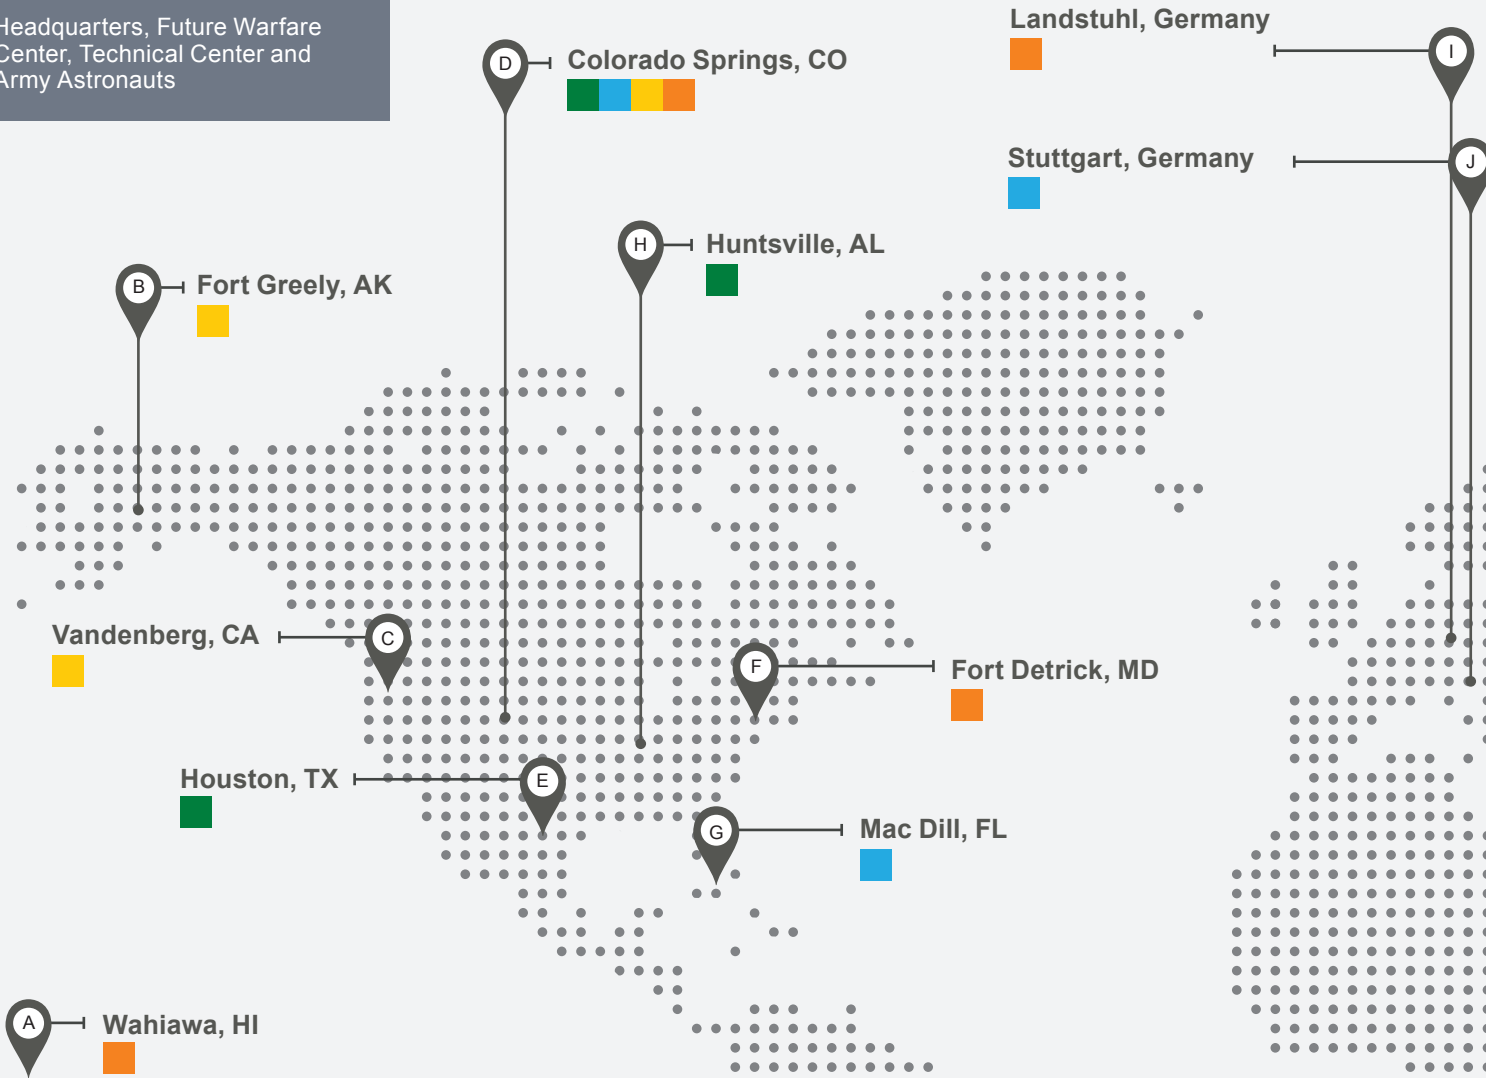 Headquarters, Future Warfare
Center, Technical Center and
Army Astronauts
Landstuhl, Germany
I
D
Colorado Springs, CO
Stuttgart, Germany
J
H
Huntsville, AL
B
Fort Greely, AK
Vandenberg, CA
C
F
Fort Detrick, MD
Houston, TX
E
G
Mac Dill, FL
A
Wahiawa, HI